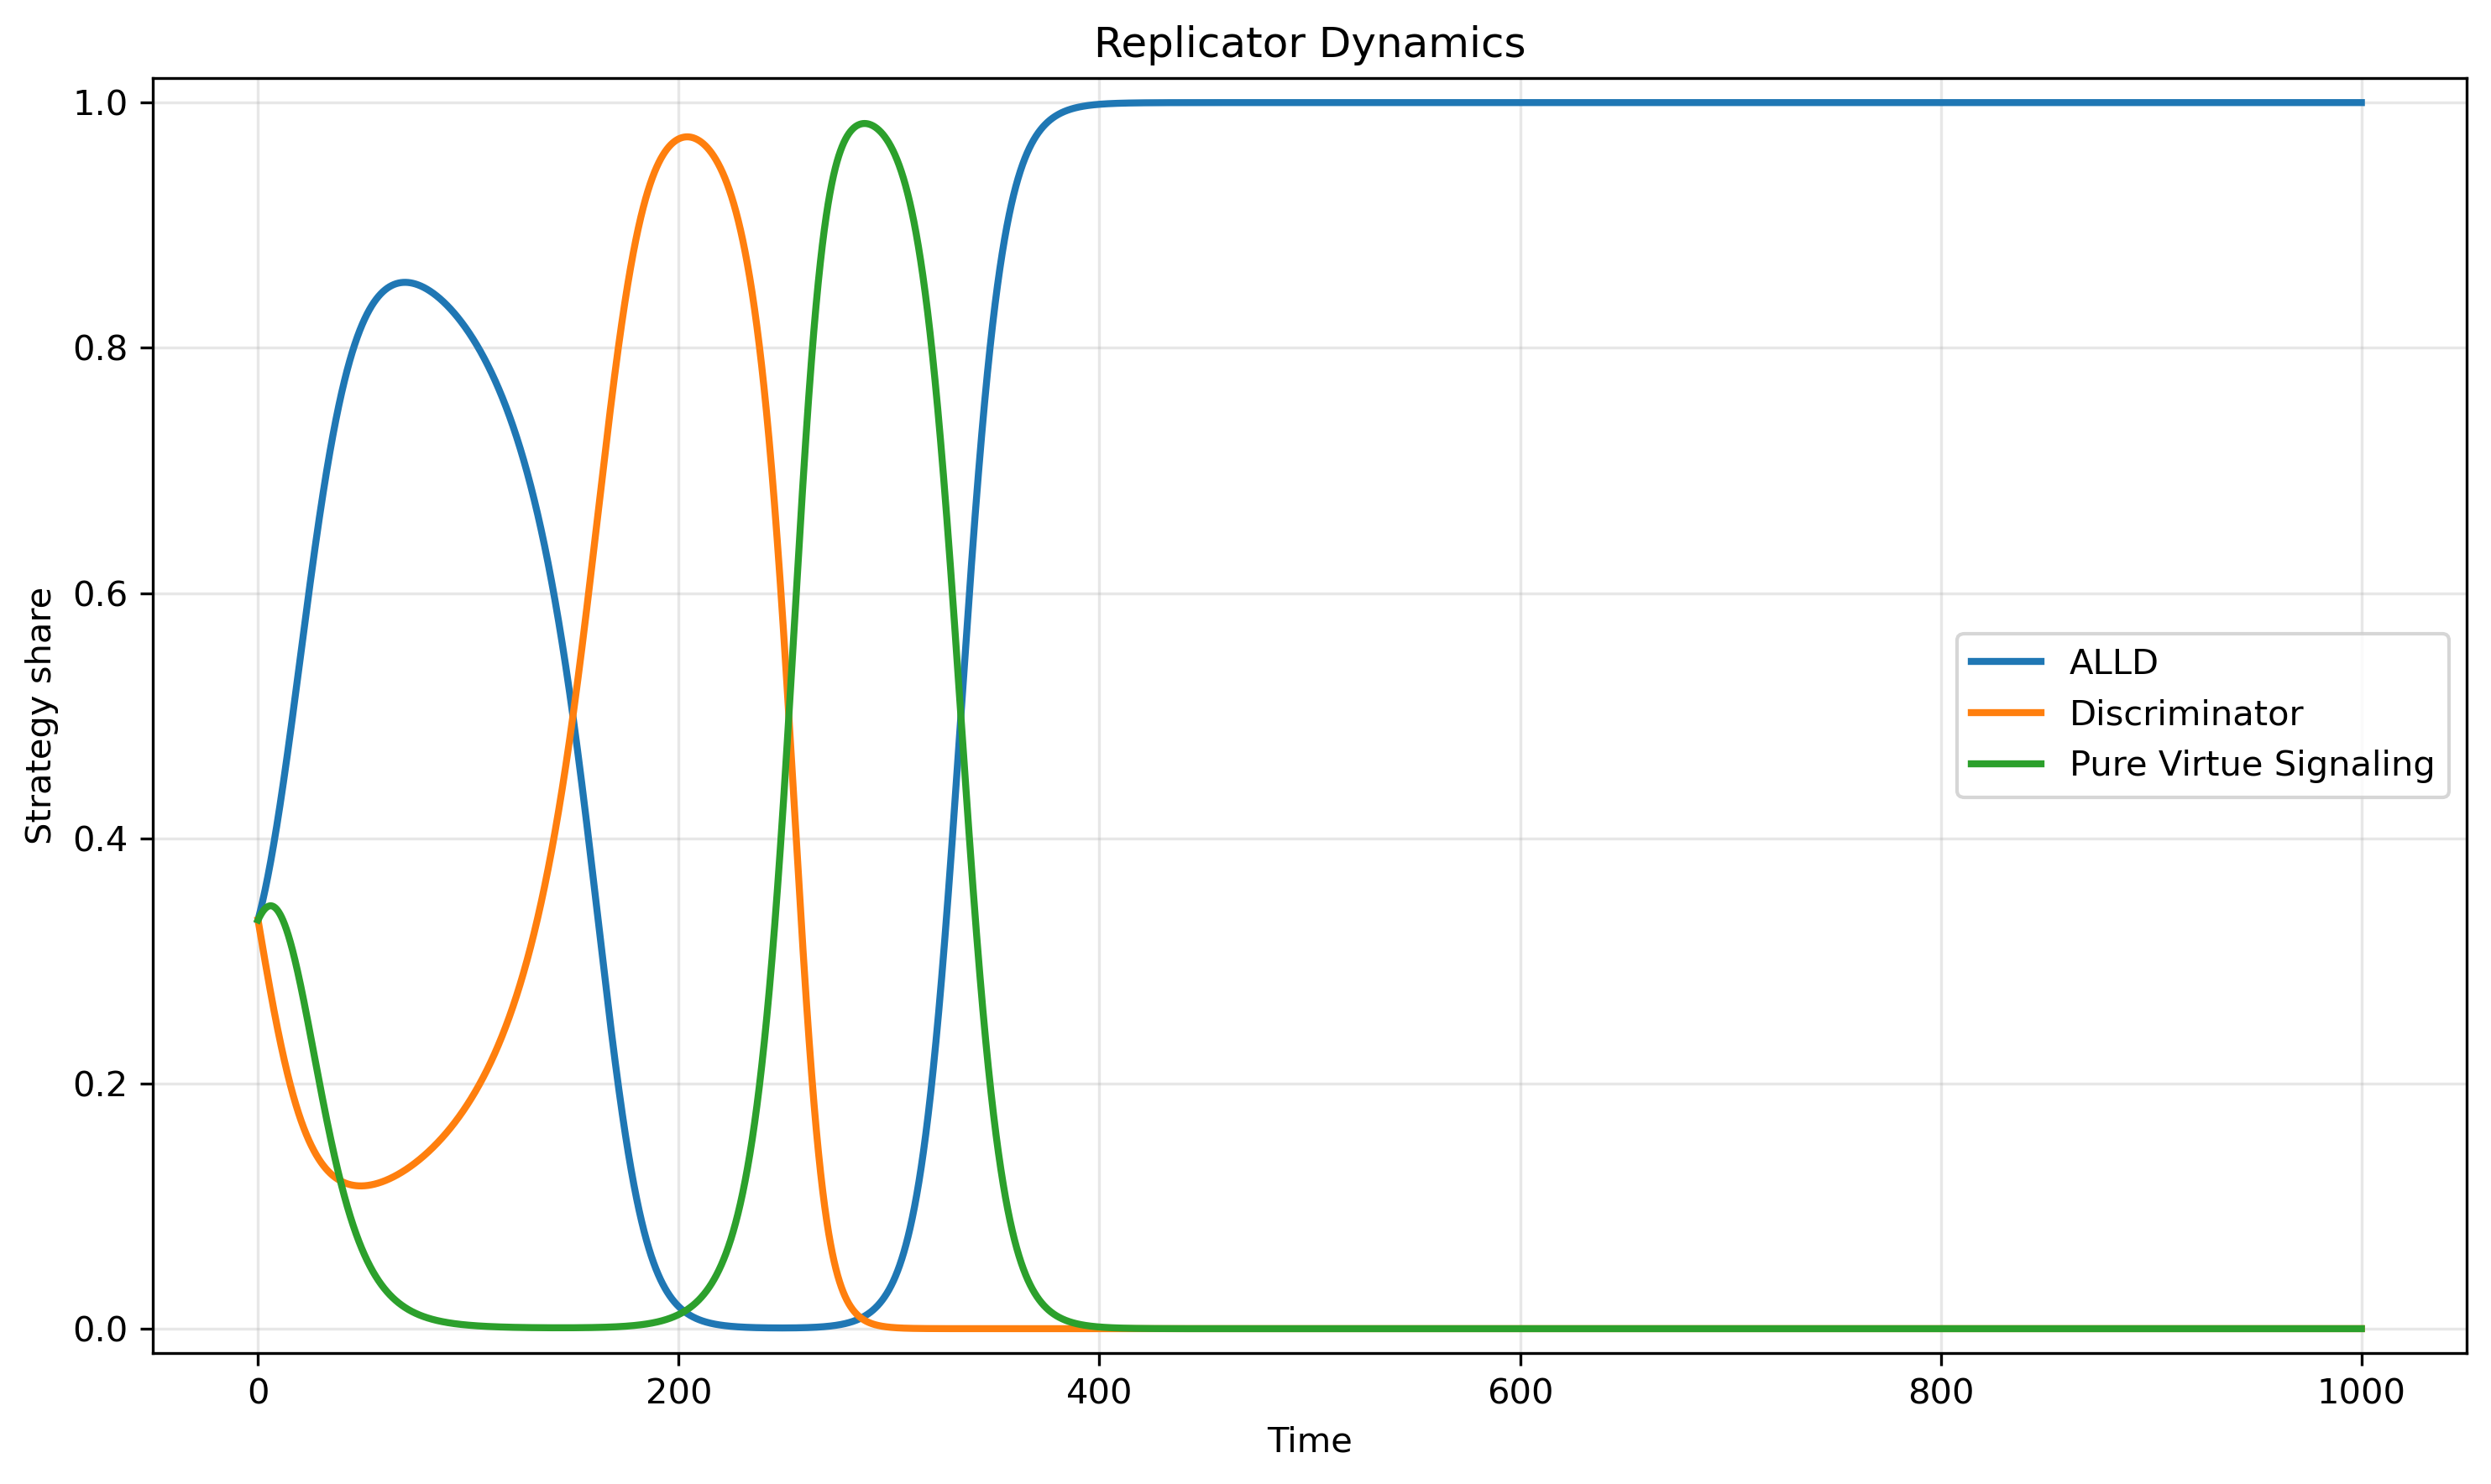 Replicator Dynamics
1.0
0.8
0.6
0.4
0.2
0.0
Strategy share
ALLD
Discriminator
Pure Virtue Signaling
0 200 400 600 800 1000
Time